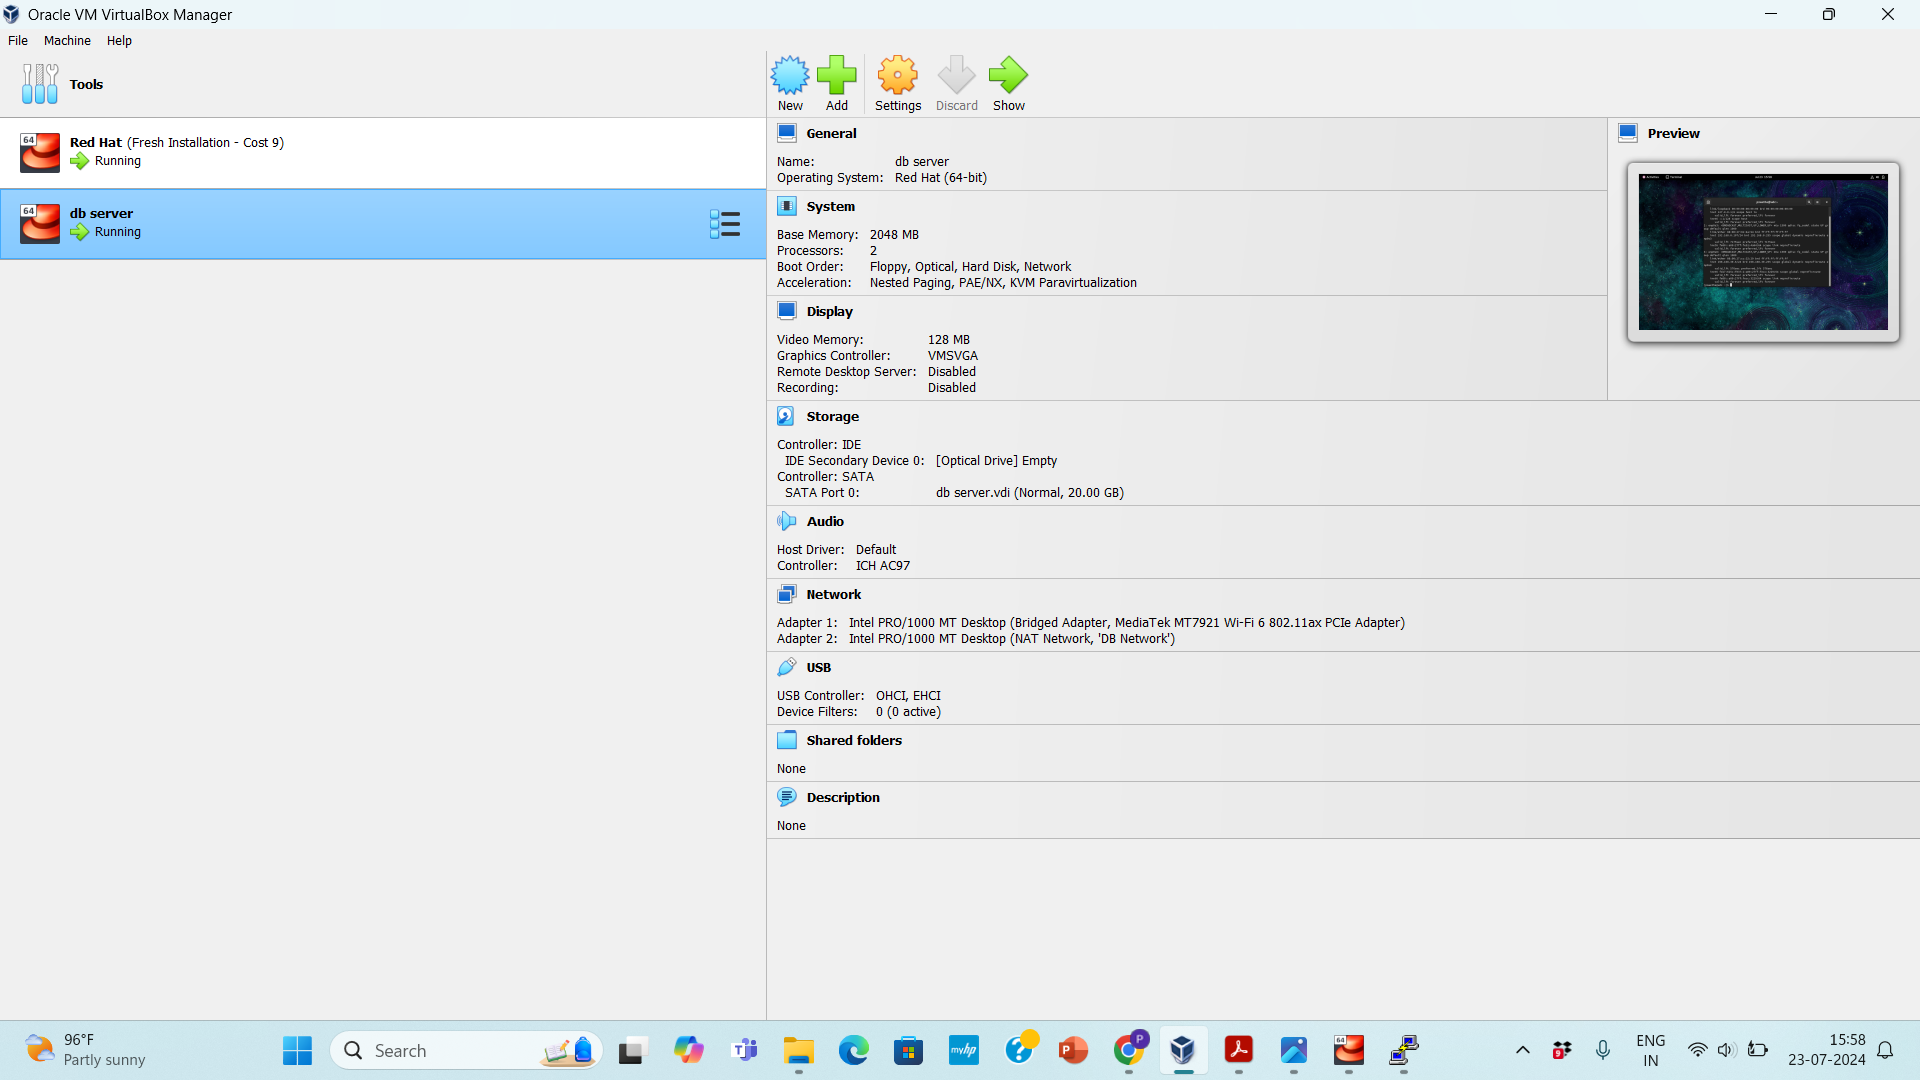 Oracle VM VirtualBox Manager
File Machine Help
Tools
New Add Settings Discard Show
64 Red Hat (Fresh Installation - Cost 9)
Running
64 db server
Running
General
Name: db server
Operating System: Red Hat (64-bit)
Preview
System
Base Memory: 2048 MB
Processors: 2
Boot Order: Floppy, Optical, Hard Disk, Network
Acceleration: Nested Paging, PAE/NX, KVM Paravirtualization
Display
Video Memory: 128 MB
Graphics Controller: VMSVGA
Remote Desktop Server: Disabled
Recording: Disabled
Storage
Controller: IDE
IDE Secondary Device 0: [Optical Drive] Empty
Controller: SATA
SATA Port 0: db server.vdi (Normal, 20.00 GB)
Audio
Host Driver: Default
Controller: ICH AC97
Network
Adapter 1: Intel PRO/1000 MT Desktop (Bridged Adapter, MediaTek MT7921 Wi-Fi 6 802.11ax PCIe Adapter)
Adapter 2: Intel PRO/1000 MT Desktop (NAT Network, 'DB Network')
USB
USB Controller: OHCI, EHCI
Device Filters: 0 (0 active)
Shared folders
None
Description
None
96°F
Partly sunny
Search
myhp
P
64
9
ENG
IN
15:58
23-07-2024